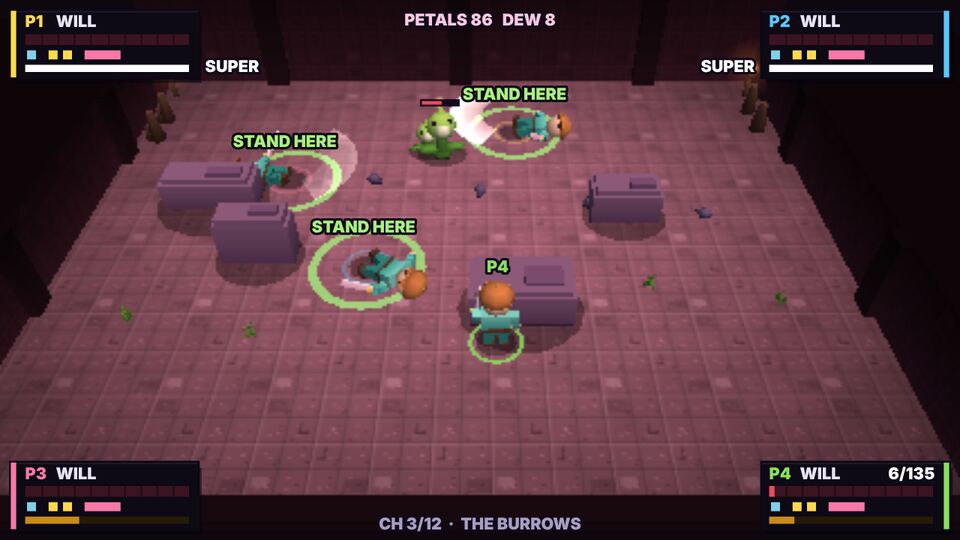 P1 WILL
SUPER
PETALS 86 DEW 8
P2 WILL
SUPER
STAND HERE
STAND HERE
STAND HERE
P4
P3 WILL
CH 3/12 · THE BURROWS
P4 WILL 6/135